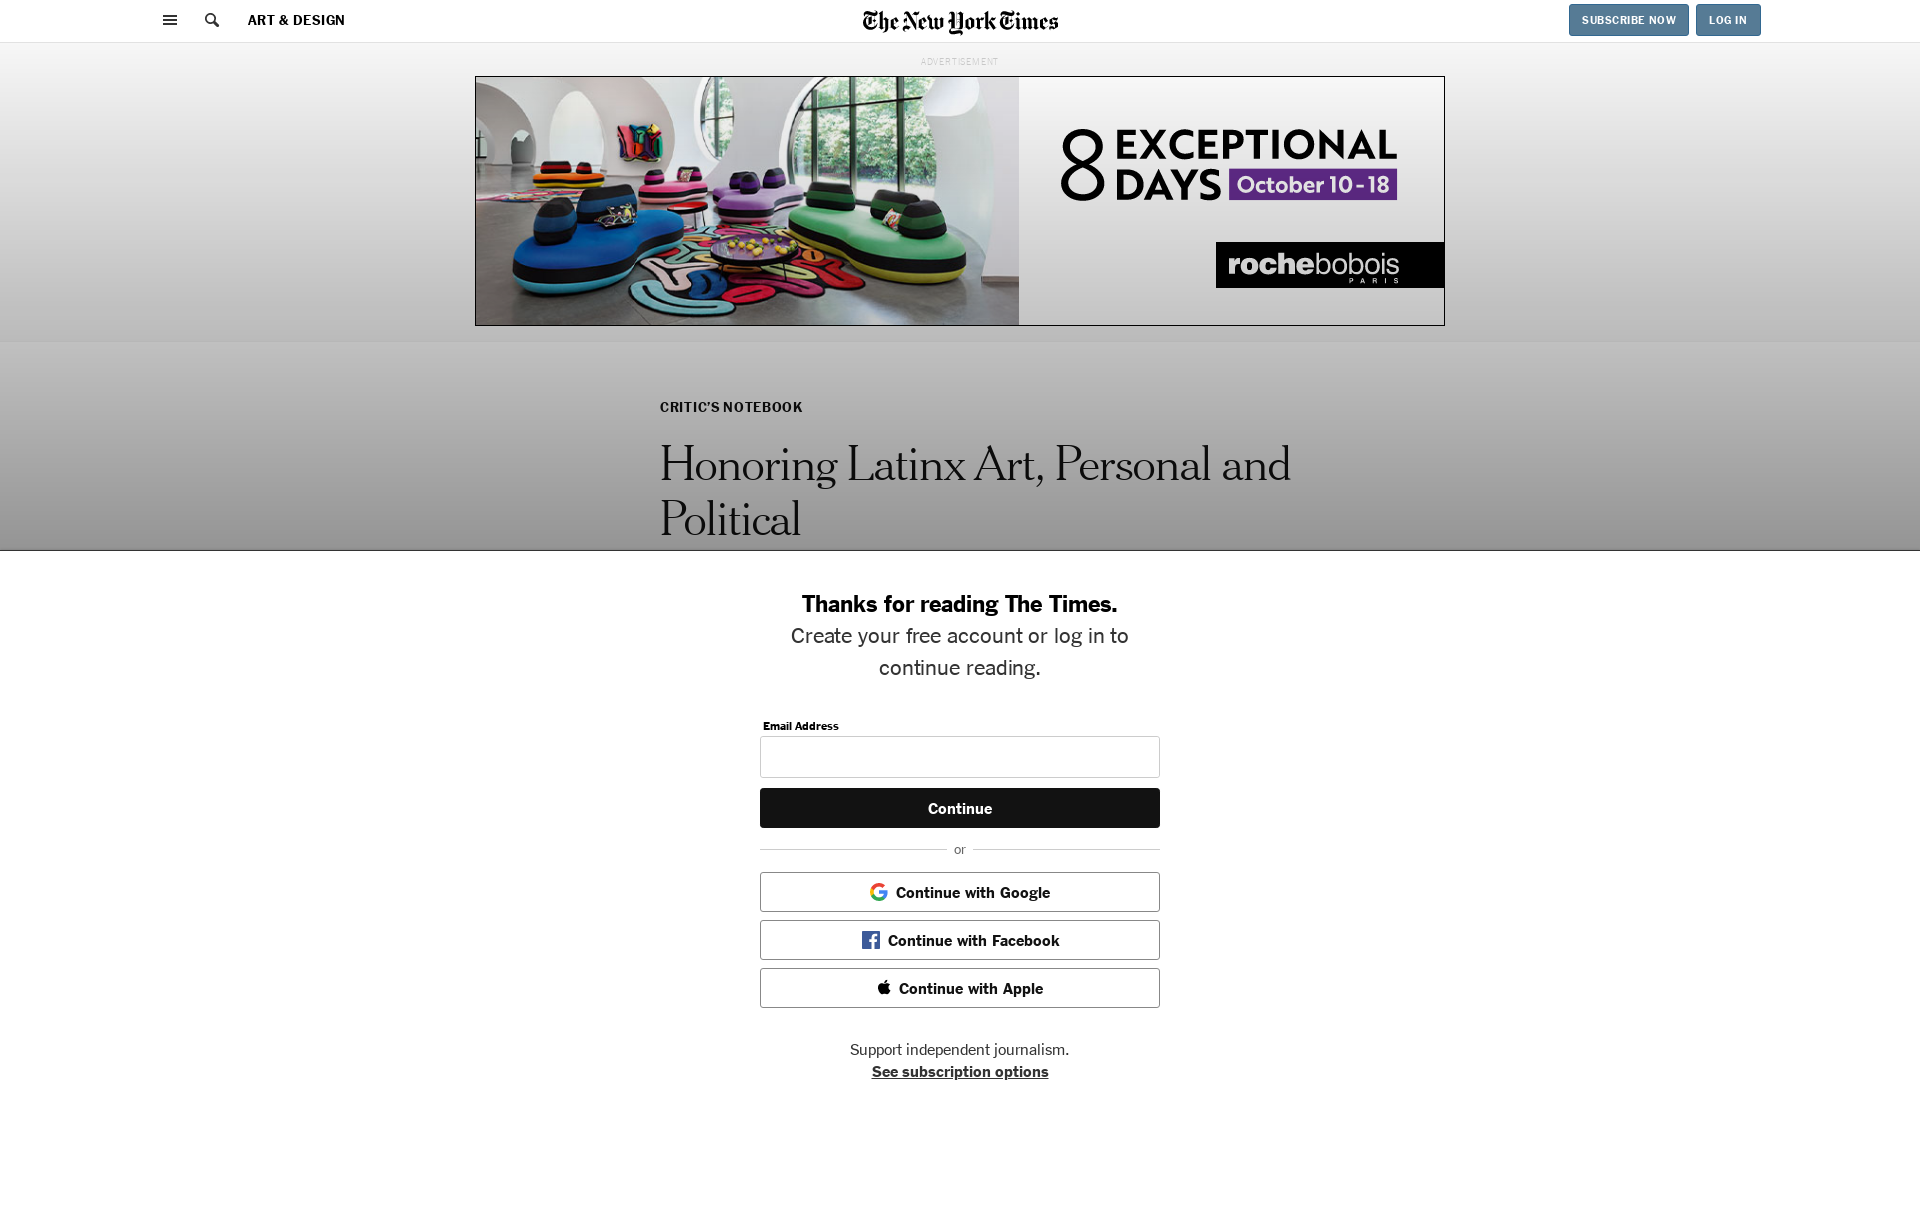 ART & DESIGN
The New York Times
SUBSCRIBE NOW
LOG IN
ADVERTISEMENT
8 EXCEPTIONAL
DAYS October 10 - 18
rochebobois
PARIS
CRITIC’S NOTEBOOK
Honoring Latinx Art, Personal and
Political
Thanks for reading The Times.
Create your free account or log in to
continue reading.
Email Address
Continue
or
Continue with Google
Continue with Facebook
Continue with Apple
Support independent journalism.
See subscription options